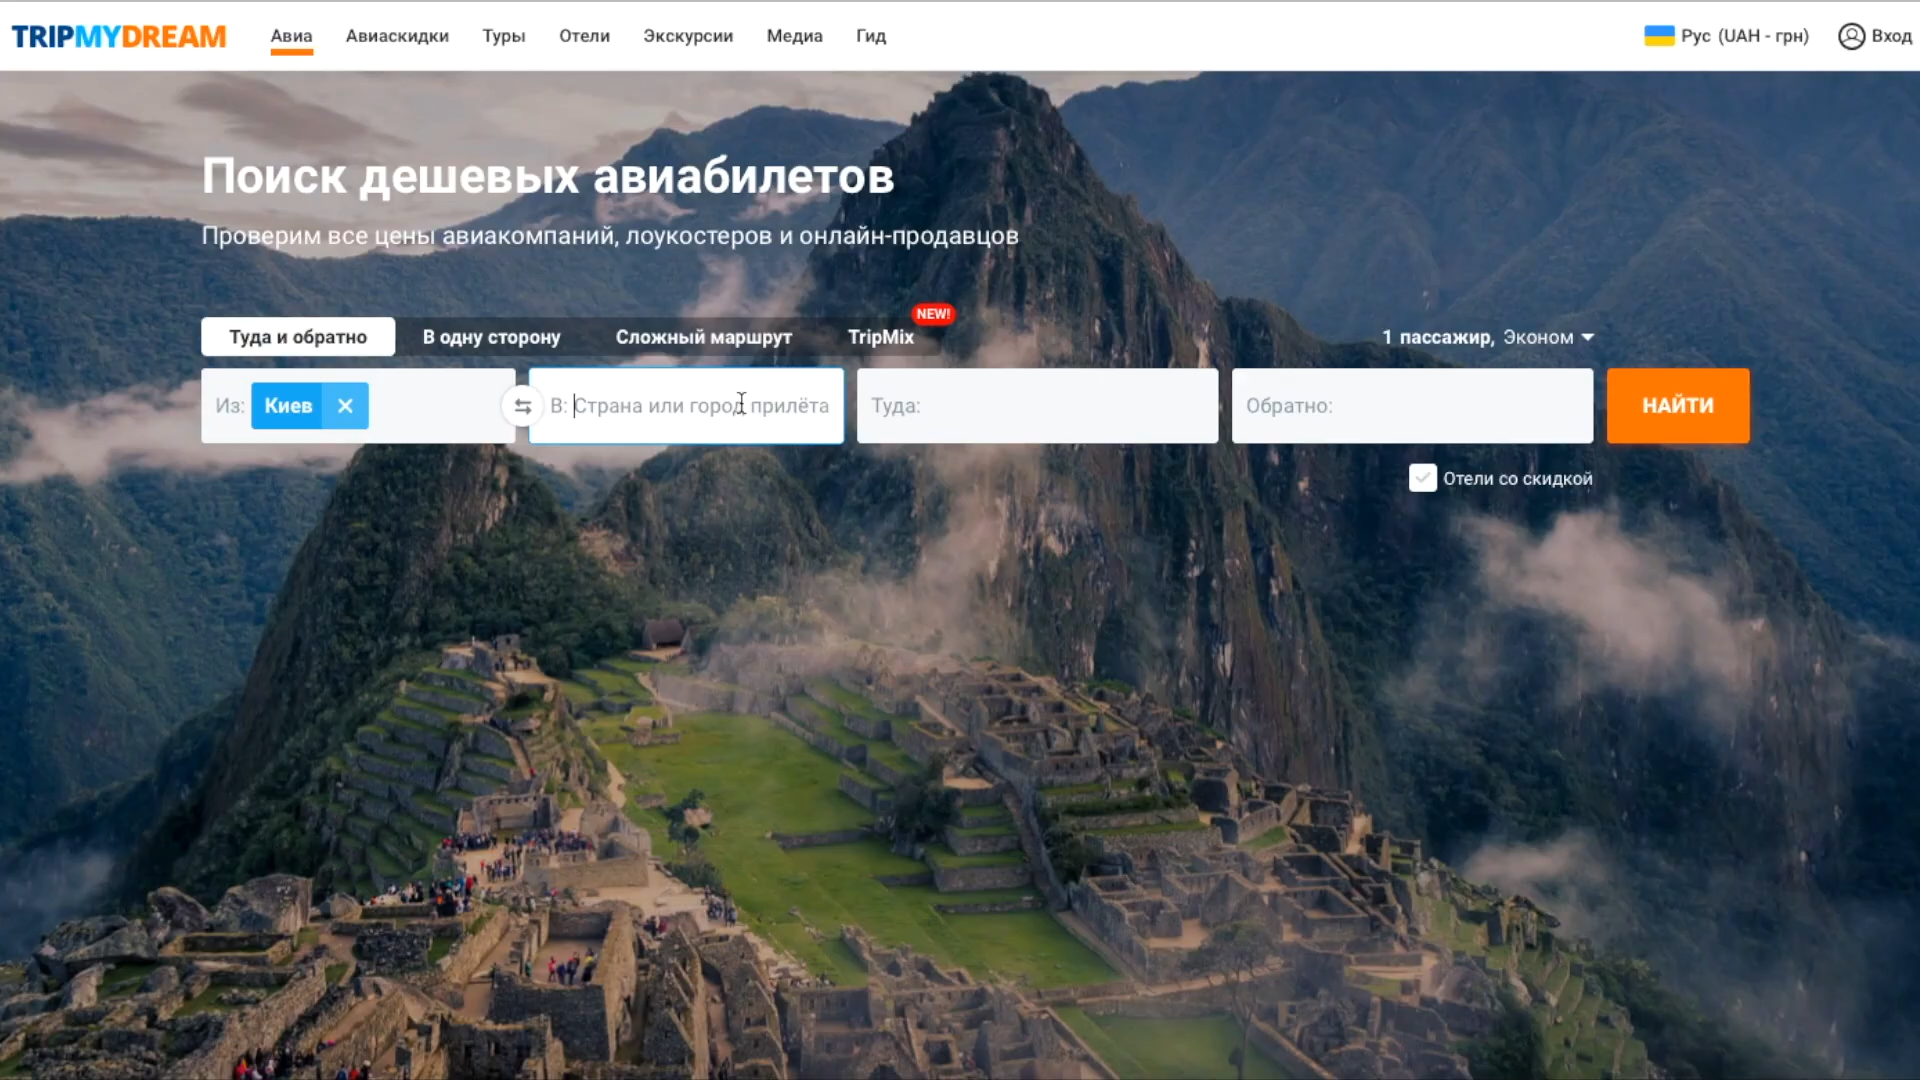 TRIPMYDREAM
Авиа
Авиаскидки
Туры
Отели
Экскурсии
Медиа
Гид
Рус (UAH - грн)
Вход
Поиск дешевых авиабилетов
Проверим все цены авиакомпаний, лоукостеров и онлайн-продавцов
NEW!
Туда и обратно
В одну сторону
Сложный маршрут
TripMix
1 пассажир, Эконом
Из: Киев
В: Страна или город прилёта
Туда:
Обратно:
НАЙТИ
Отели со скидкой